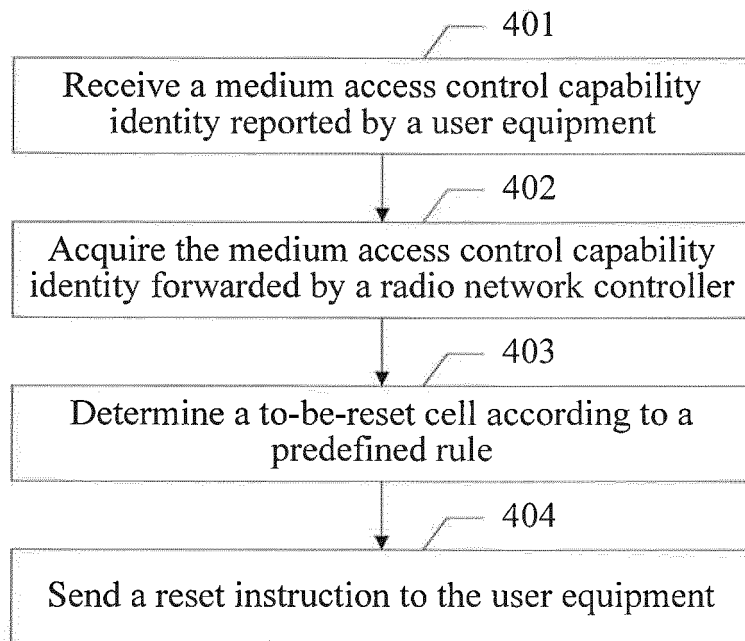 401
Receive a medium access control capability
identity reported by a user equipment
402
Acquire the medium access control capability
identity forwarded by a radio network controller
403
Determine a to-be-reset cell according to a
predefined rule
404
Send a reset instruction to the user equipment